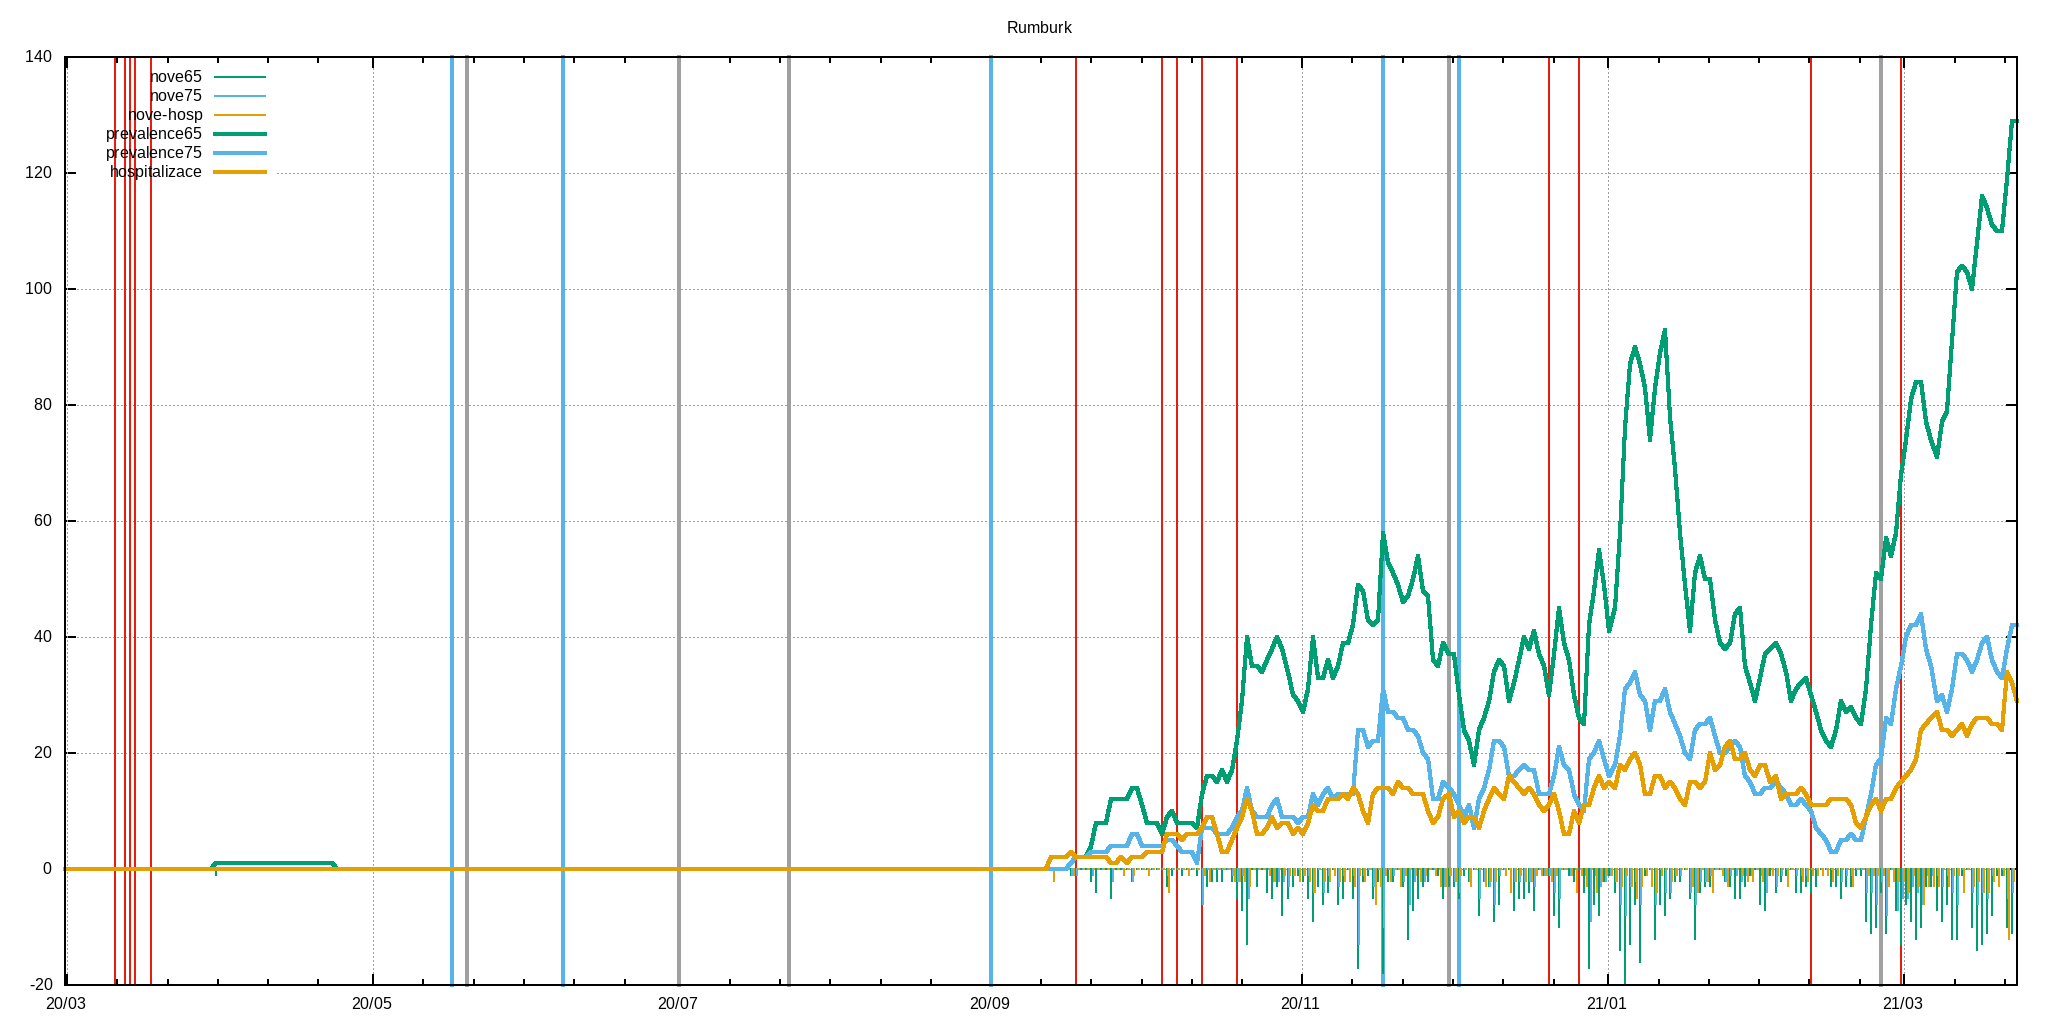 Rumburk
140
120
100
80
60
40
20
0
-20
nove65
nove75
nove-hosp
prevalence65
prevalence75
hospitalizace
20/03 20/05 20/07 20/09 20/11 21/01 21/03